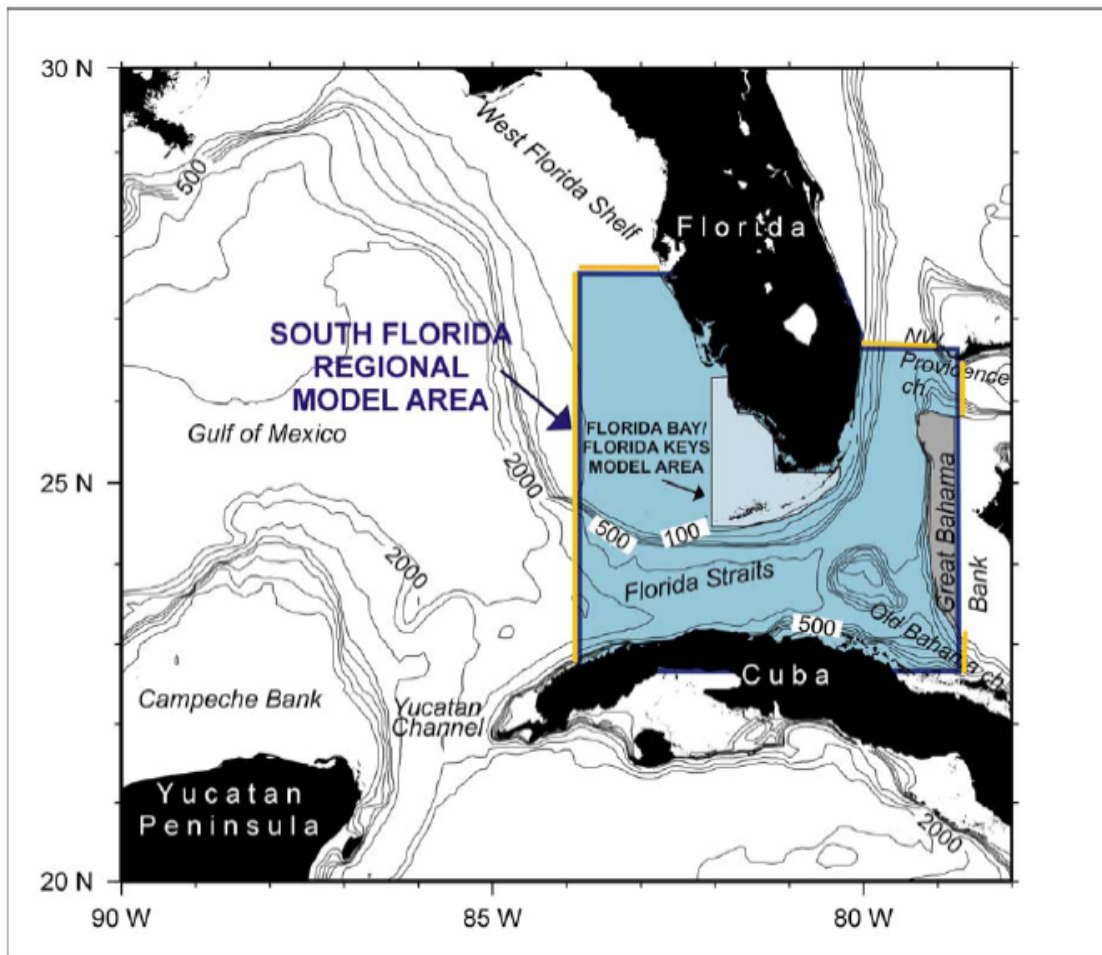 30 N
West Florida Shelf
500
Florida
SOUTH FLORIDA
REGIONAL
MODEL AREA
NW
Providence
ch.
Gulf of Mexico
FLORIDA BAY/
FLORIDA KEYS
MODEL AREA
25 N
2000
500
100
2000
Florida Straits
Great Bahama
Bank
Old Bahama ch.
500
Cuba
Campeche Bank
Yucatan
Channel
Yucatan
Peninsula
2000
20 N
90 W
85 W
80 W